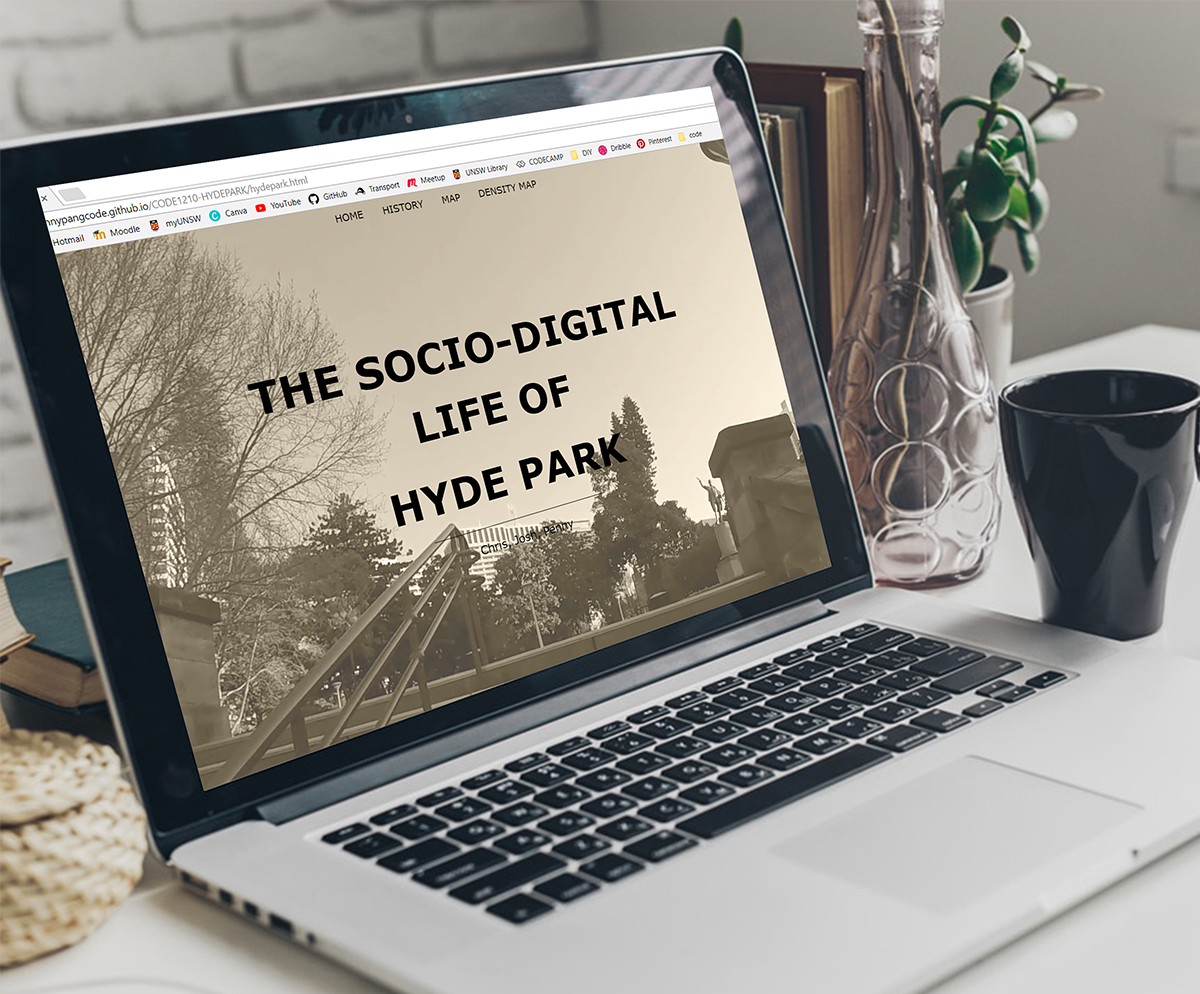 nnypangcode.github.io/CODE1210-HYDEPARK/hydepark.html
Hotmail Moodle myUNSW Canva YouTube GitHub Transport Meetup UNSW Library CODECAMP DIY Dribble Pinterest code
HOME HISTORY MAP DENSITY MAP
THE SOCIO-DIGITAL
LIFE OF
HYDE PARK
Chris, Josh, Penny